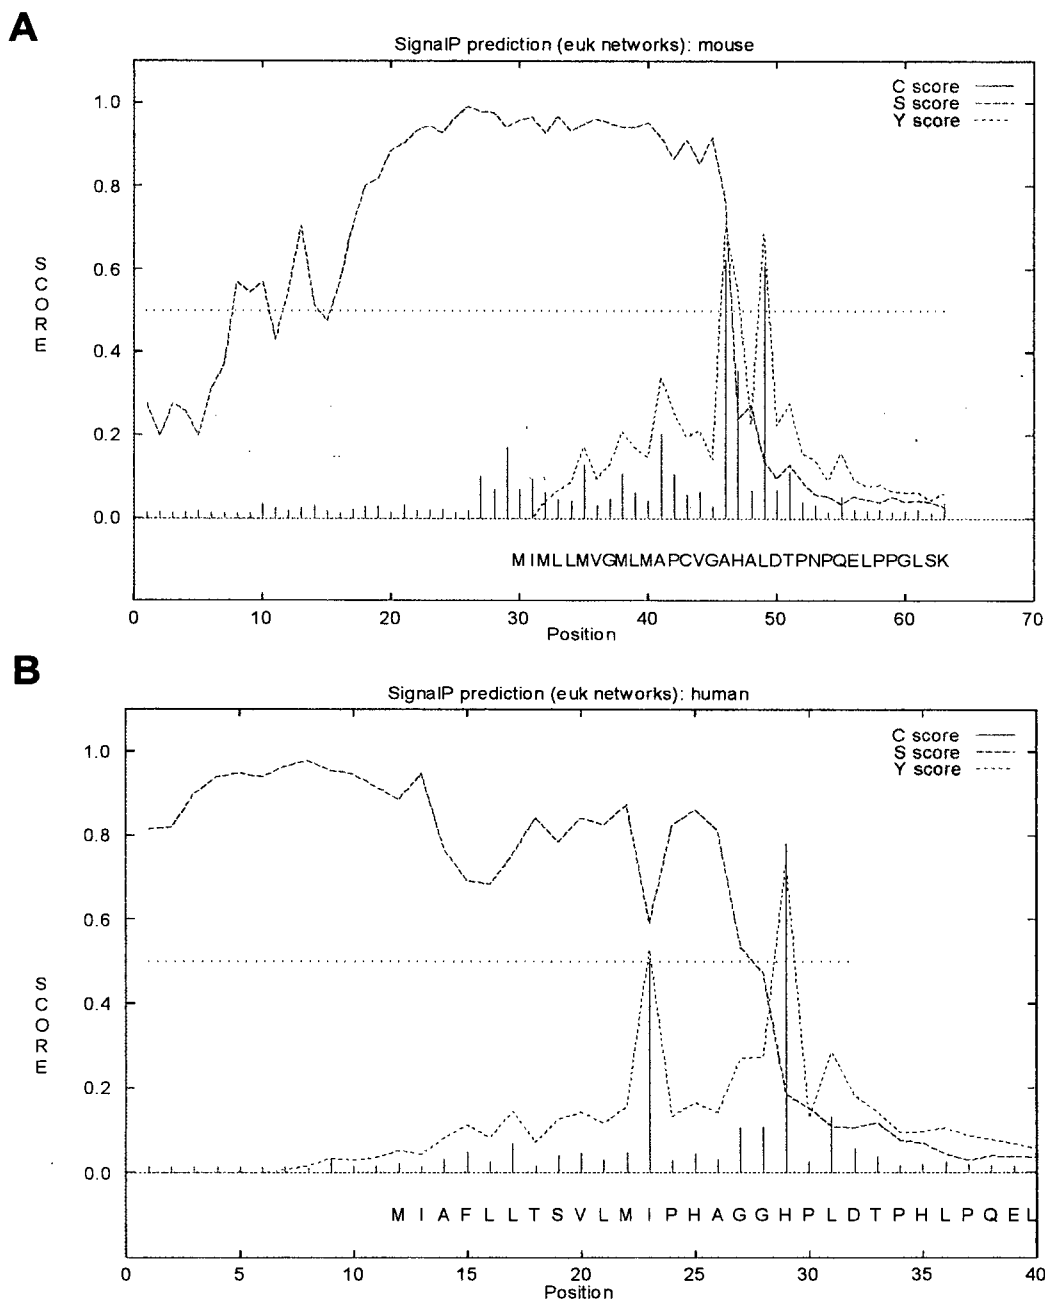 A
SignalP prediction (euk networks): mouse
C score
S score
Y score
1.0
0.8
0.6
0.4
0.2
0.0
SCORE
MIMLLMVGMLMAPCVGAHALDTPNPQELPPGLSK
0 10 20 30 40 50 60 70
Position
B
SignalP prediction (euk networks): human
C score
S score
Y score
1.0
0.8
0.6
0.4
0.2
0.0
SCORE
M I A F L L T S V L M I P H A G G H P L D T P H L P Q E L
0 5 10 15 20 25 30 35 40
Position